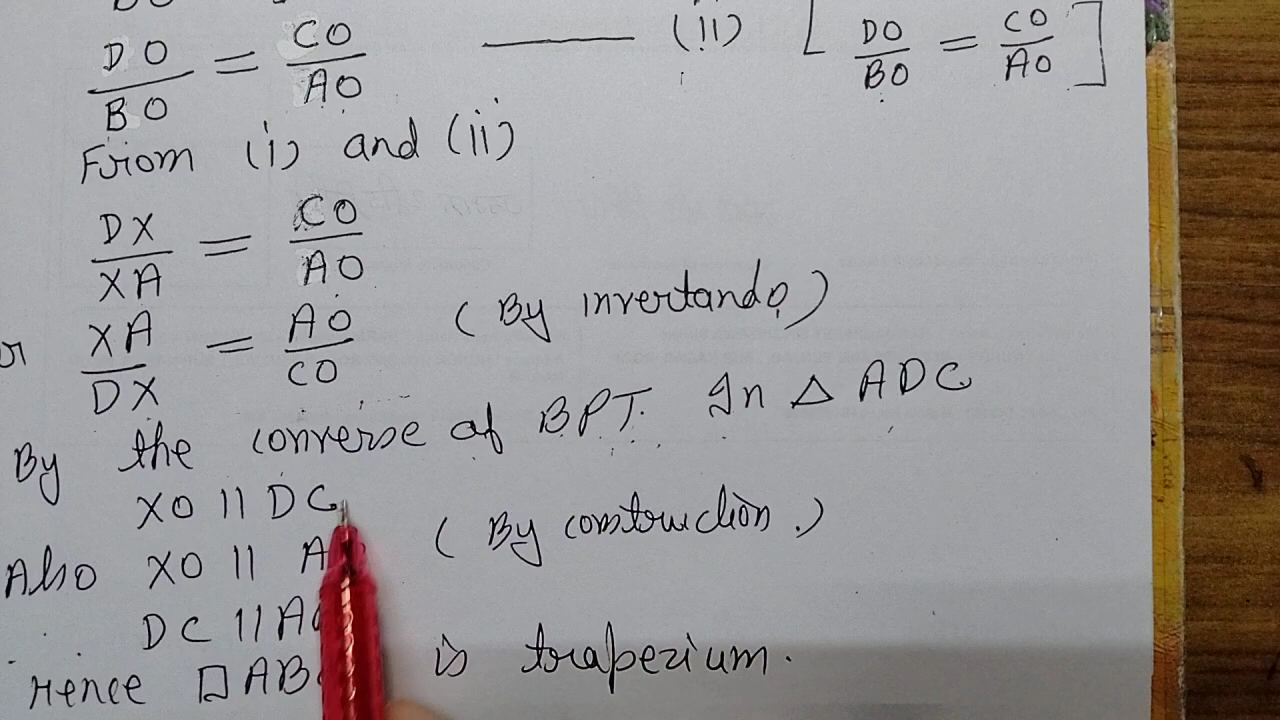 DO/BO = CO/AO ——— (ii) [DO/BO = CO/AO]
From (i) and (ii)
DX/XA = CO/AO
XA/DX = AO/CO (By invertando)
By the converse of B.P.T. In △ ADC
XO || DC
Also XO || A (By construction.)
DC || A
Hence □ AB is trapezium.